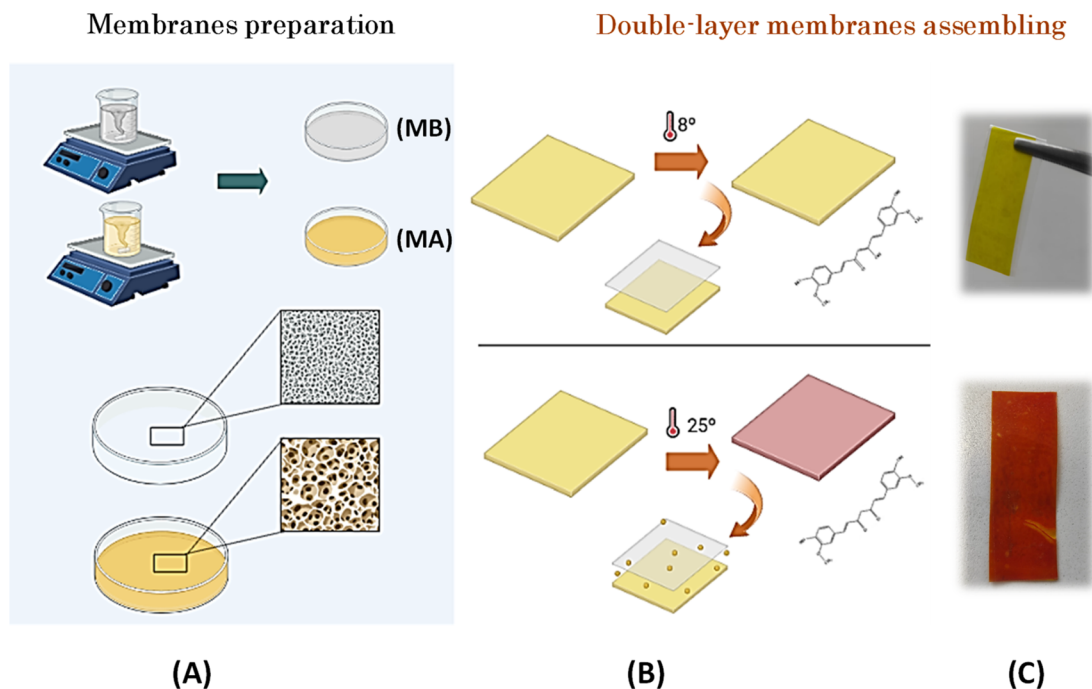 Membranes preparation
Double-layer membranes assembling
(MB)
(MA)
8º
25º
(A)
(B)
(C)